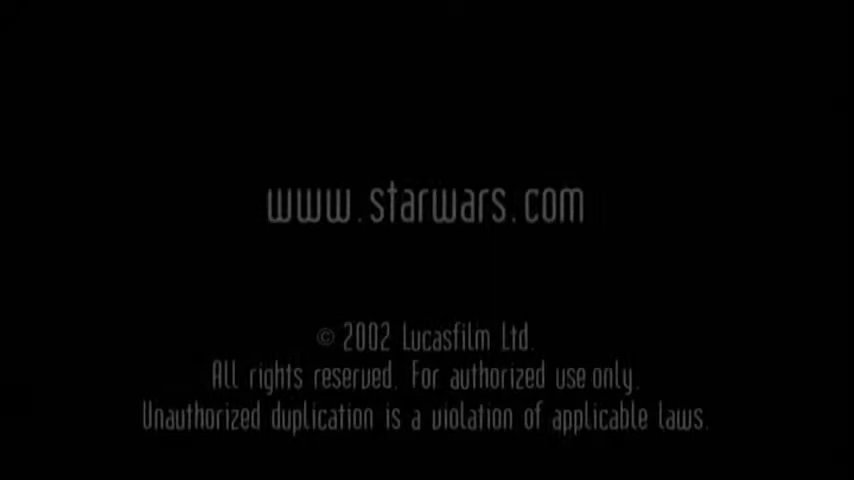 www.starwars.com
© 2002 Lucasfilm Ltd.
All rights reserved. For authorized use only.
Unauthorized duplication is a violation of applicable laws.